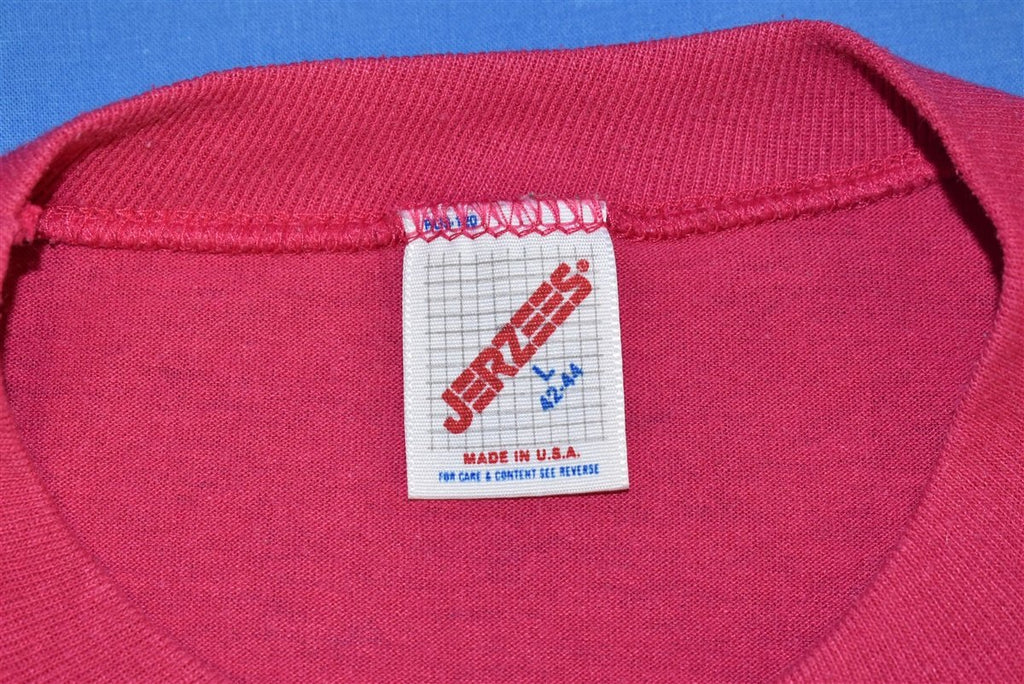 JERZEES®
L
42-44
MADE IN U.S.A.
FOR CARE & CONTENT SEE REVERSE